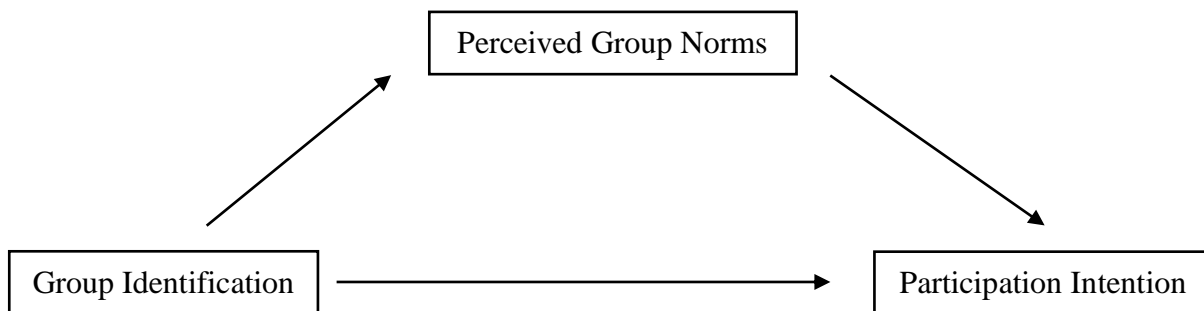 Perceived Group Norms
Group Identification
Participation Intention